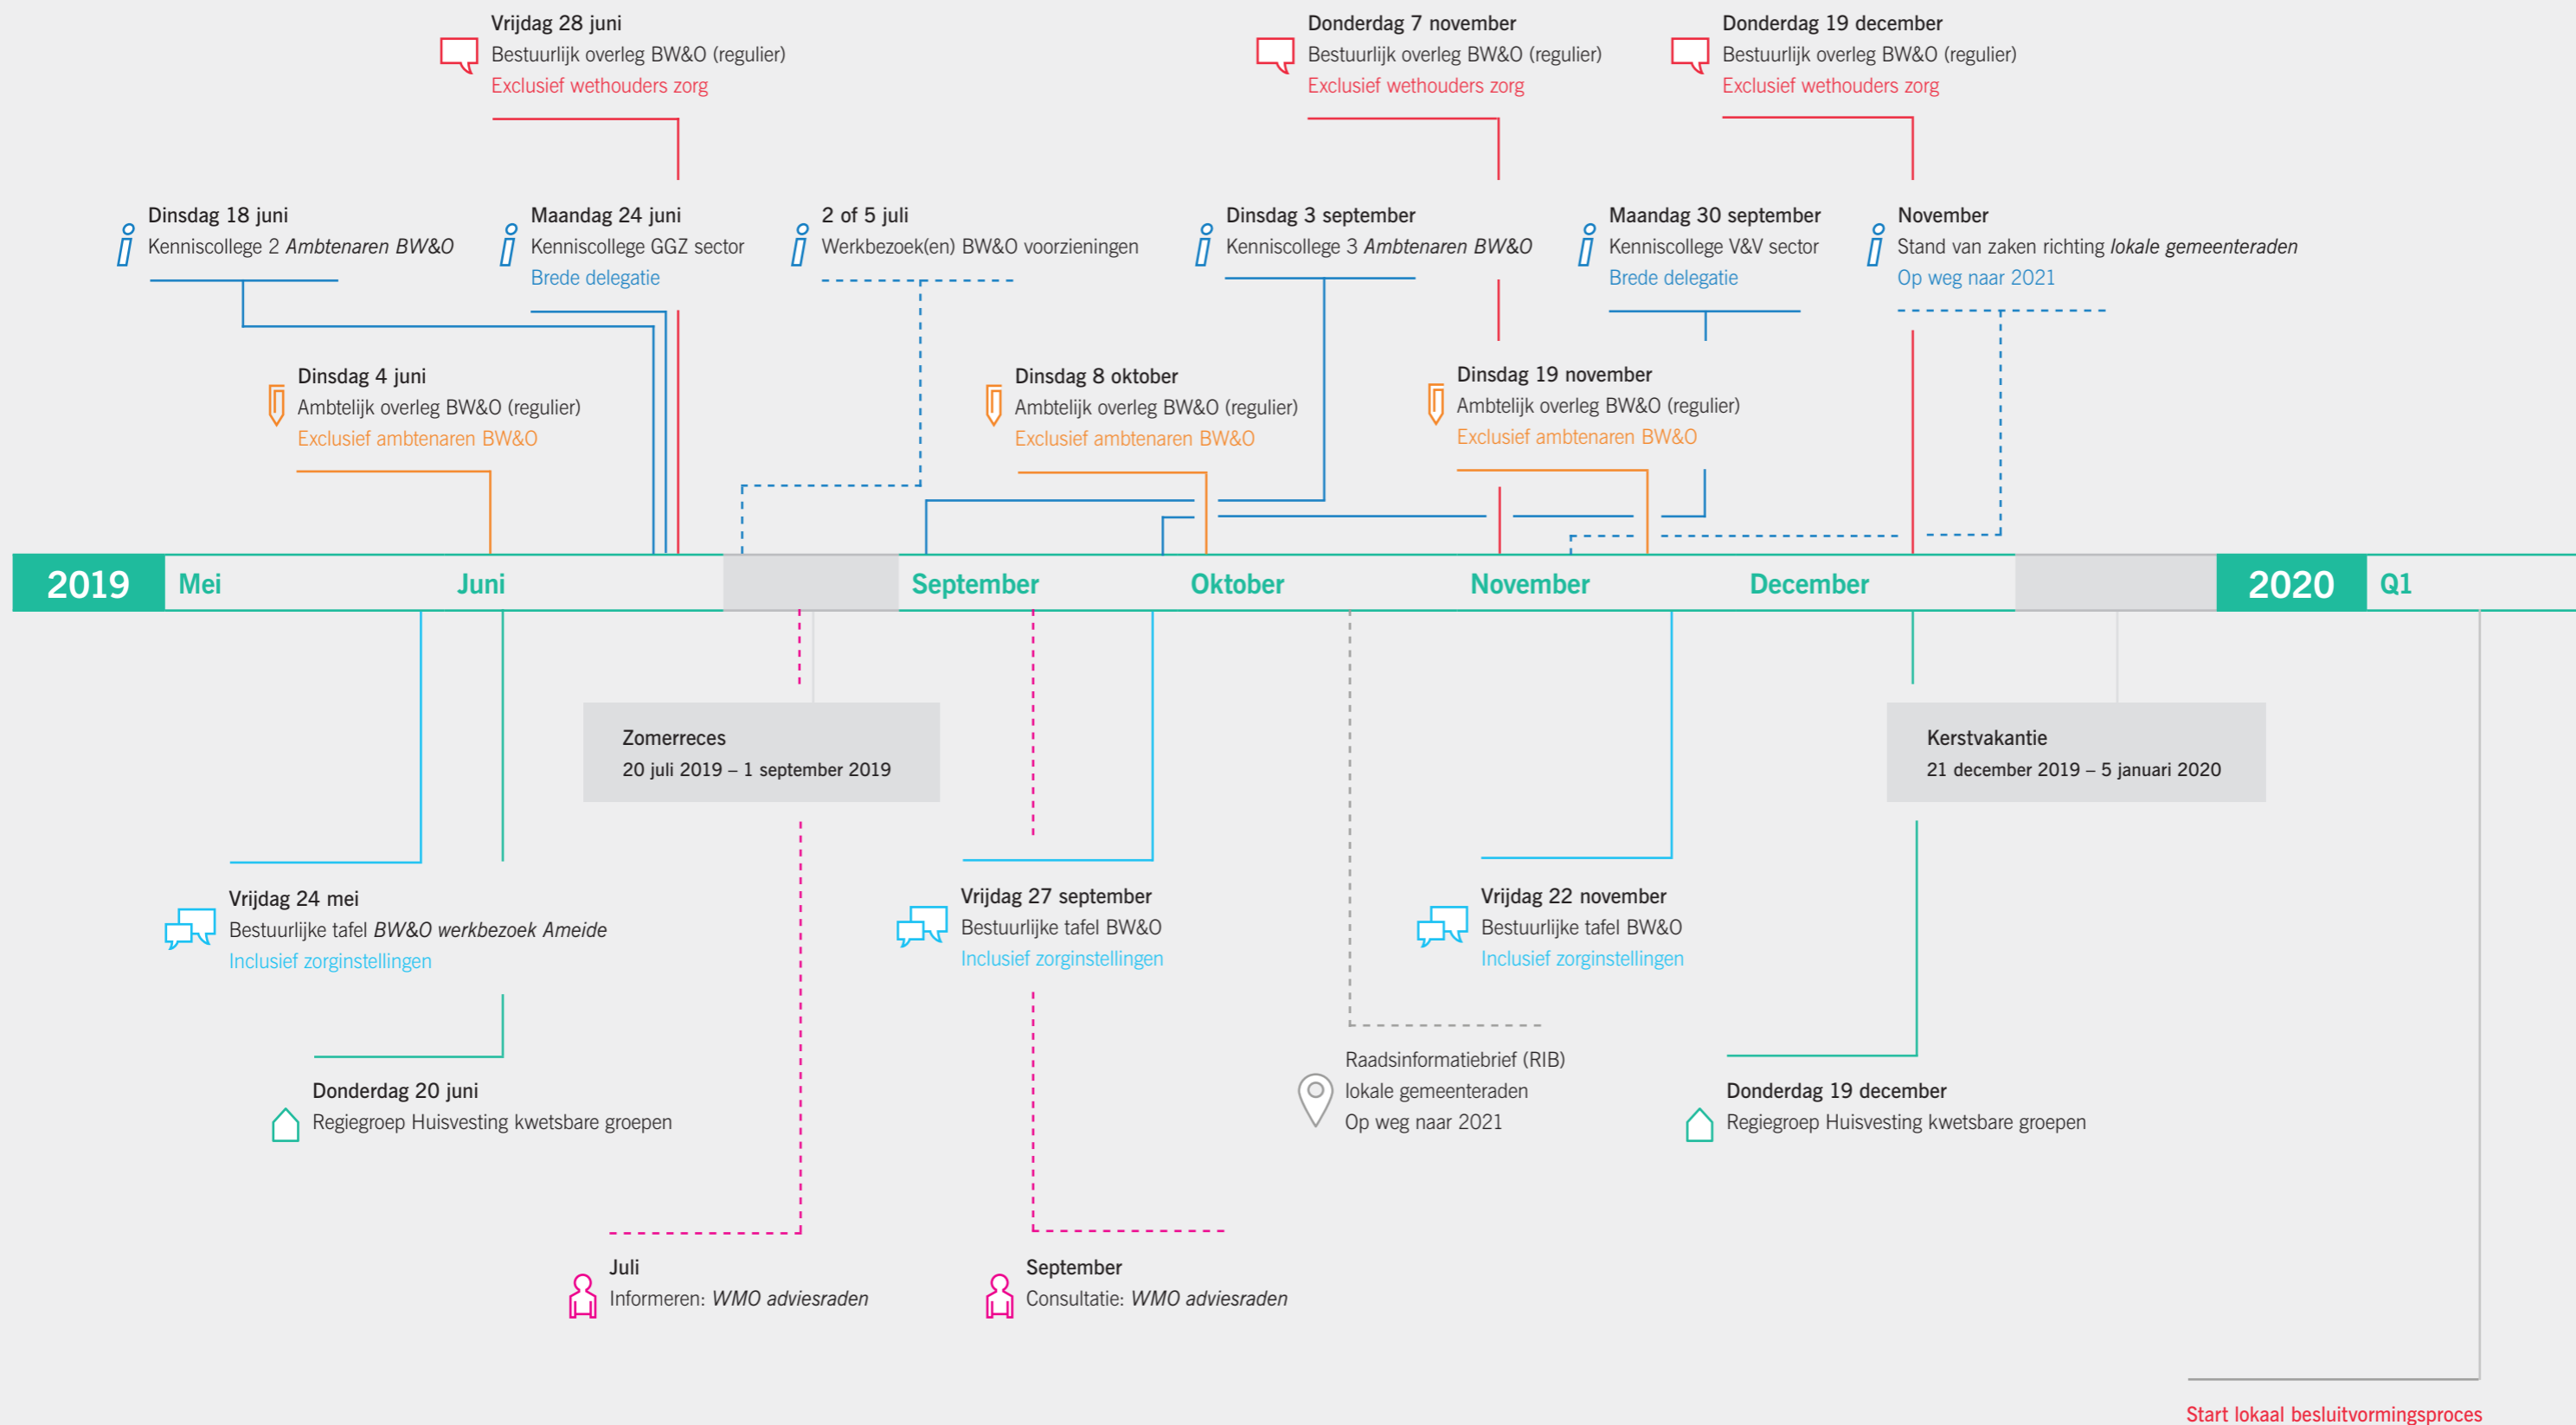 Vrijdag 28 juni
Bestuurlijk overleg BW&O (regulier)
Exclusief wethouders zorg
Donderdag 7 november
Bestuurlijk overleg BW&O (regulier)
Exclusief wethouders zorg
Donderdag 19 december
Bestuurlijk overleg BW&O (regulier)
Exclusief wethouders zorg
Dinsdag 18 juni
Kenniscollege 2 Ambtenaren BW&O
Maandag 24 juni
Kenniscollege GGZ sector
Brede delegatie
2 of 5 juli
Werkbezoek(en) BW&O voorzieningen
Dinsdag 3 september
Kenniscollege 3 Ambtenaren BW&O
Maandag 30 september
Kenniscollege V&V sector
Brede delegatie
November
Stand van zaken richting lokale gemeenteraden
Op weg naar 2021
Dinsdag 4 juni
Ambtelijk overleg BW&O (regulier)
Exclusief ambtenaren BW&O
Dinsdag 8 oktober
Ambtelijk overleg BW&O (regulier)
Exclusief ambtenaren BW&O
Dinsdag 19 november
Ambtelijk overleg BW&O (regulier)
Exclusief ambtenaren BW&O
2019 Mei Juni September Oktober November December 2020 Q1
Zomerreces
20 juli 2019 – 1 september 2019
Kerstvakantie
21 december 2019 – 5 januari 2020
Vrijdag 24 mei
Bestuurlijke tafel BW&O werkbezoek Ameide
Inclusief zorginstellingen
Vrijdag 27 september
Bestuurlijke tafel BW&O
Inclusief zorginstellingen
Vrijdag 22 november
Bestuurlijke tafel BW&O
Inclusief zorginstellingen
Donderdag 20 juni
Regiegroep Huisvesting kwetsbare groepen
Raadsinformatiebrief (RIB)
lokale gemeenteraden
Op weg naar 2021
Donderdag 19 december
Regiegroep Huisvesting kwetsbare groepen
Juli
Informeren: WMO adviesraden
September
Consultatie: WMO adviesraden
Start lokaal besluitvormingsproces